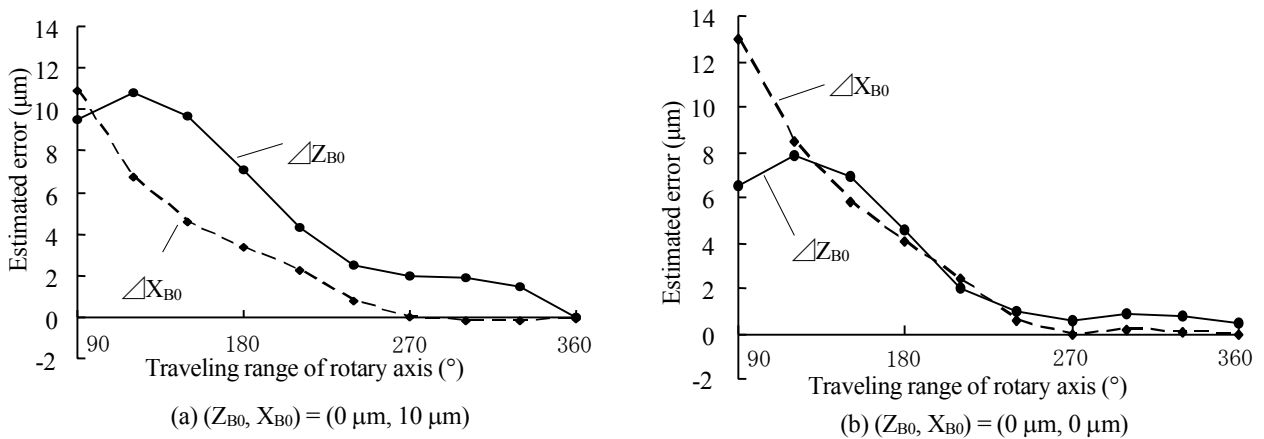 14
12
10
8
6
4
2
0
-2
Estimated error (μm)
⊿ZB0
⊿XB0
90
180
270
360
Traveling range of rotary axis (°)
(a) (ZB0, XB0) = (0 μm, 10 μm)
14
12
10
8
6
4
2
0
-2
Estimated error (μm)
⊿XB0
⊿ZB0
90
180
270
360
Traveling range of rotary axis (°)
(b) (ZB0, XB0) = (0 μm, 0 μm)